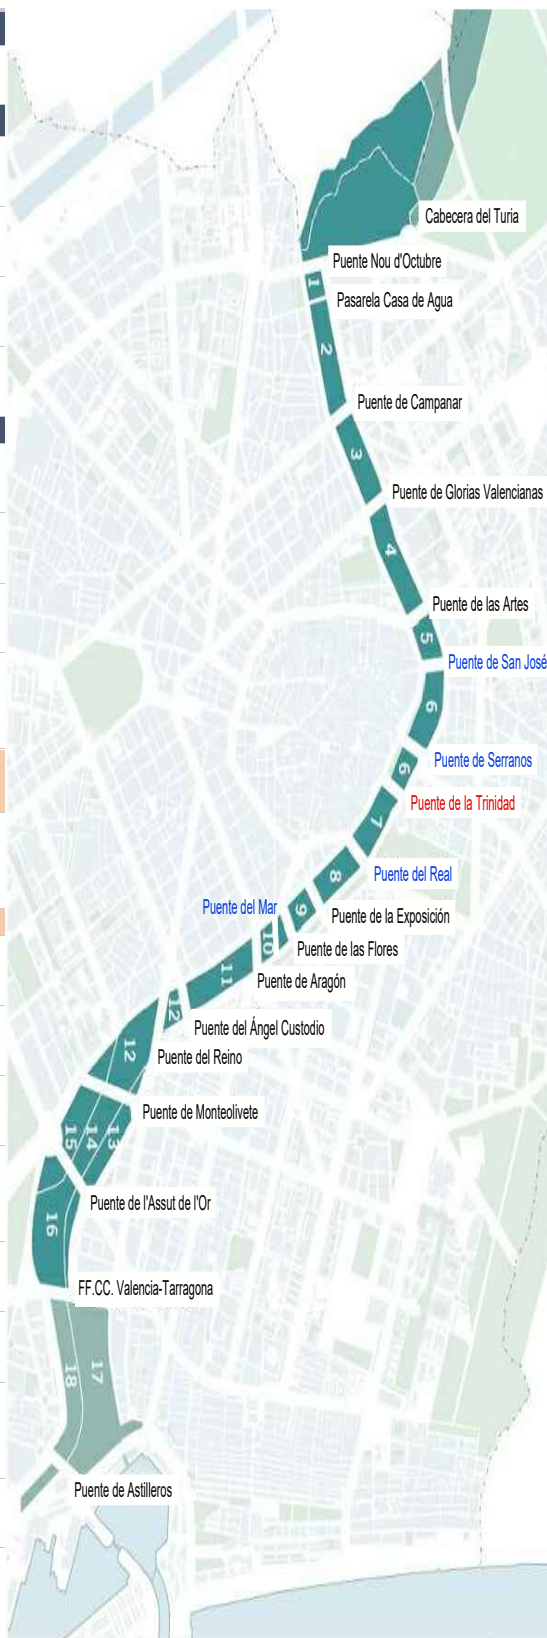 Cabecera del Turia
Puente Nou d'Octubre
1
Pasarela Casa de Agua
2
Puente de Campanar
3
Puente de Glorias Valencianas
4
Puente de las Artes
5
Puente de San José
6
Puente de Serranos
6
Puente de la Trinidad
7
Puente del Real
8
Puente del Mar
9
Puente de la Exposición
10
Puente de las Flores
11
Puente de Aragón
12
Puente del Ángel Custodio
12
Puente del Reino
Puente de Monteolivete
15
14
13
Puente de l'Assut de l'Or
16
FF.CC. Valencia-Tarragona
18
17
Puente de Astilleros